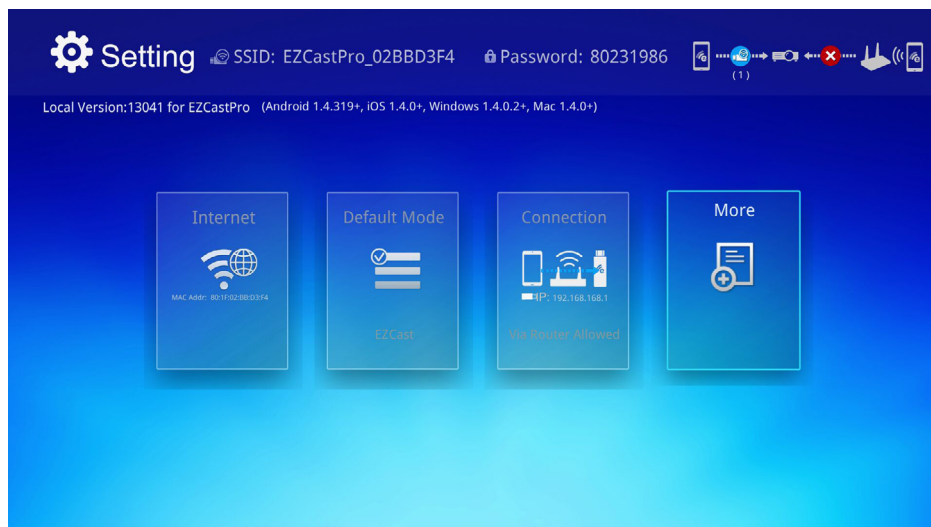 Setting SSID: EZCastPro_02BBD3F4 Password: 80231986
(1)
Local Version:13041 for EZCastPro (Android 1.4.319+, iOS 1.4.0+, Windows 1.4.0.2+, Mac 1.4.0+)
Internet
MAC Addr: 80:1F:02:BB:D3:F4
Default Mode
EZCast
Connection
IP: 192.168.168.1
Via Router Allowed
More